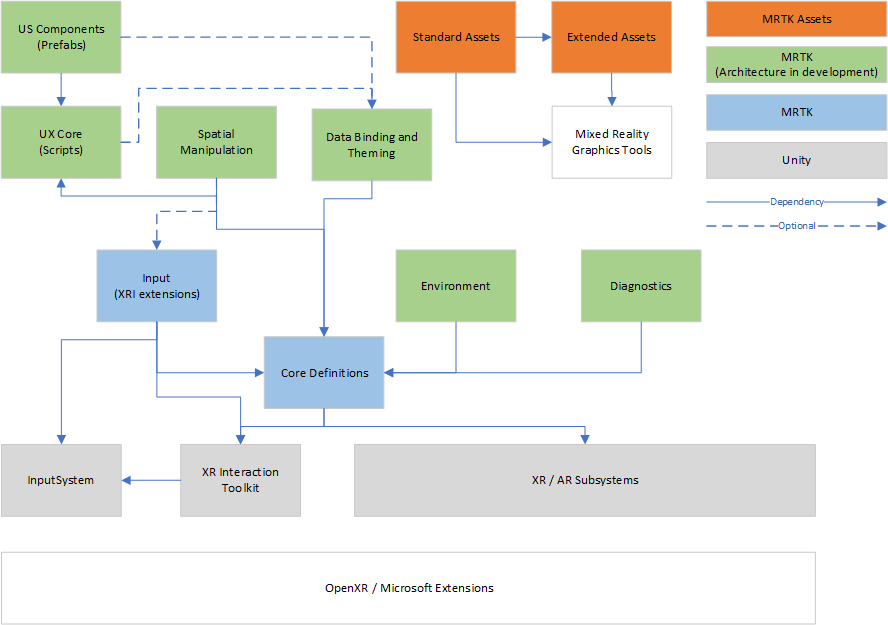 US Components
(Prefabs)
Standard Assets
Extended Assets
MRTK Assets
MRTK
(Architecture in development)
UX Core
(Scripts)
Spatial
Manipulation
Data Binding and
Theming
Mixed Reality
Graphics Tools
MRTK
Unity
Dependency
Optional
Input
(XRI extensions)
Environment
Diagnostics
Core Definitions
InputSystem
XR Interaction
Toolkit
XR / AR Subsystems
OpenXR / Microsoft Extensions